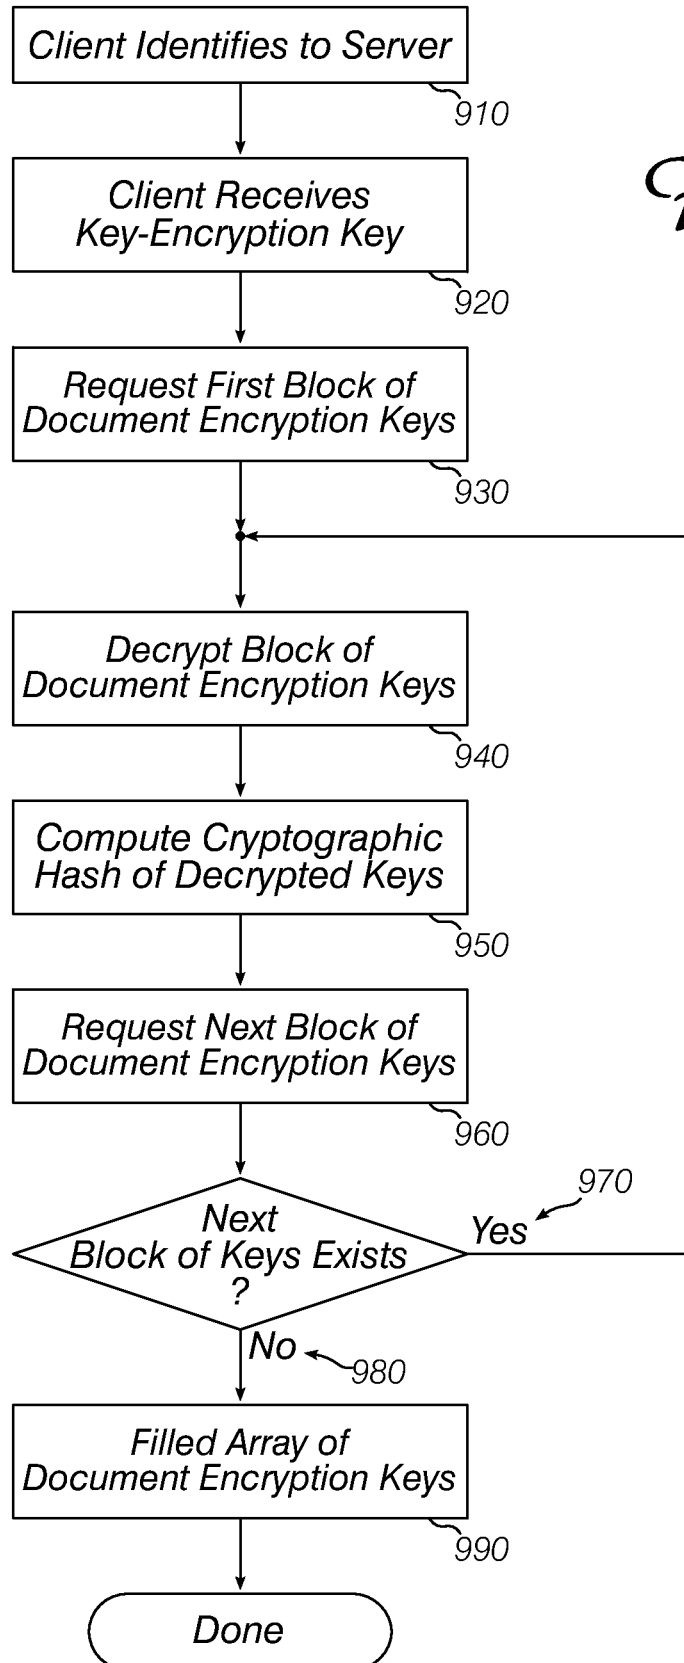 Client Identifies to Server
910
Client Receives
Key-Encryption Key
920
Request First Block of
Document Encryption Keys
930
Decrypt Block of
Document Encryption Keys
940
Compute Cryptographic
Hash of Decrypted Keys
950
Request Next Block of
Document Encryption Keys
960
970
Next
Block of Keys Exists
?
Yes
No
980
Filled Array of
Document Encryption Keys
990
Done